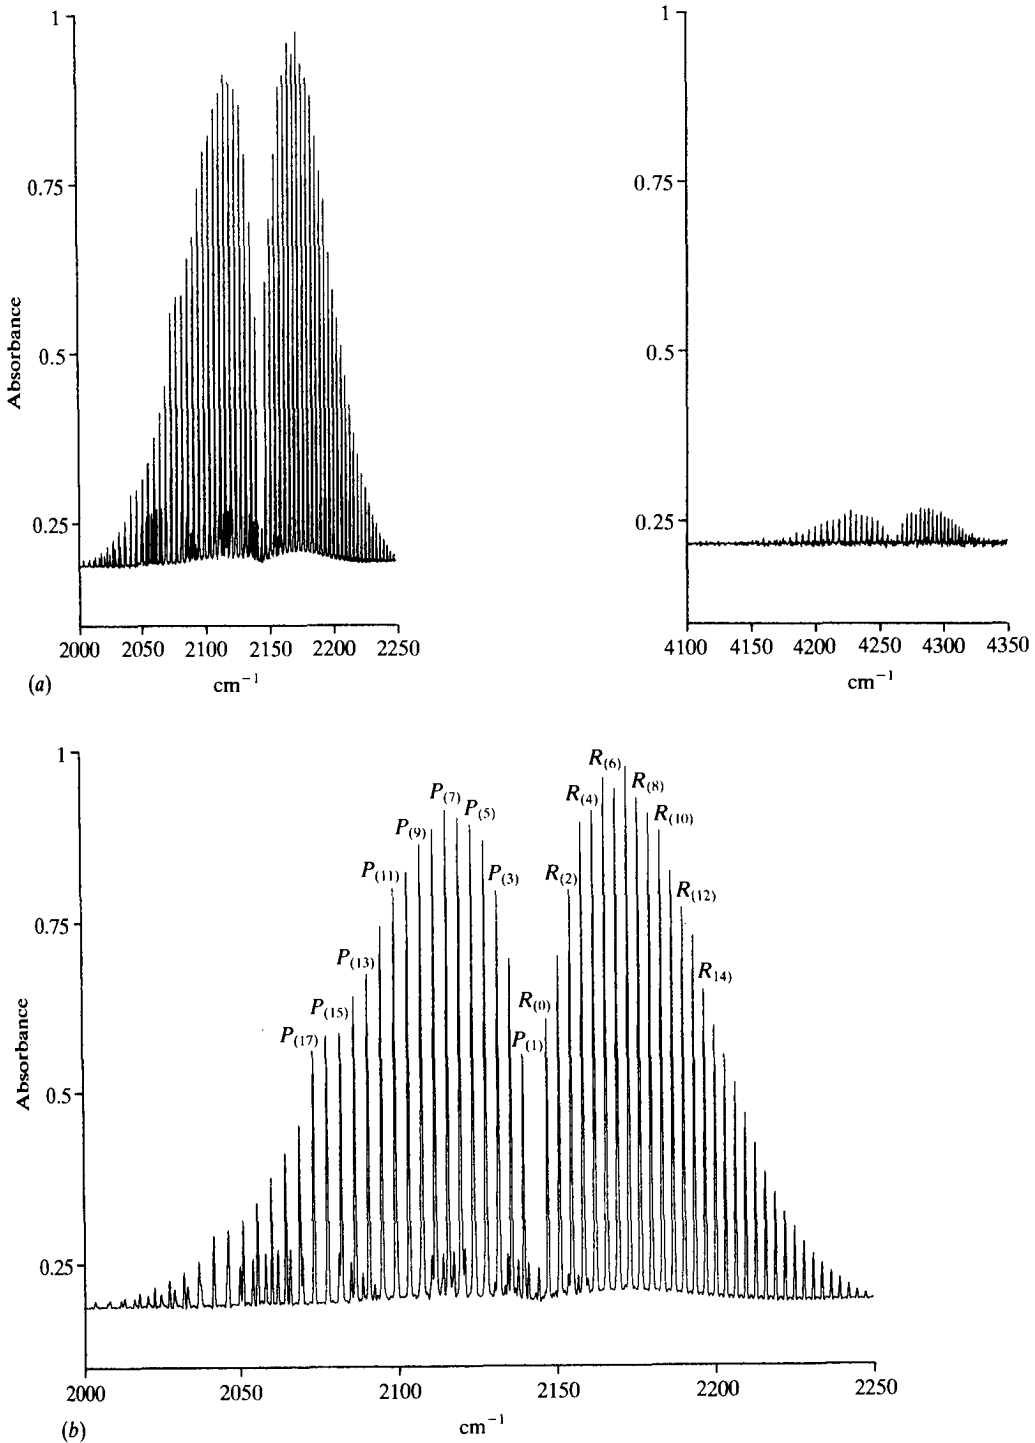 1
0.75
0.5
0.25
Absorbance
2000 2050 2100 2150 2200 2250
cm⁻¹
(a)
1
0.75
0.5
0.25
4100 4150 4200 4250 4300 4350
cm⁻¹
1
0.75
0.5
0.25
Absorbance
R(6)
P(7)
R(8)
R(4)
P(5)
R(10)
P(9)
P(11)
P(3)
R(2)
R(12)
P(13)
R14)
P(15)
R(0)
P(17)
P(1)
2000 2050 2100 2150 2200 2250
cm⁻¹
(b)